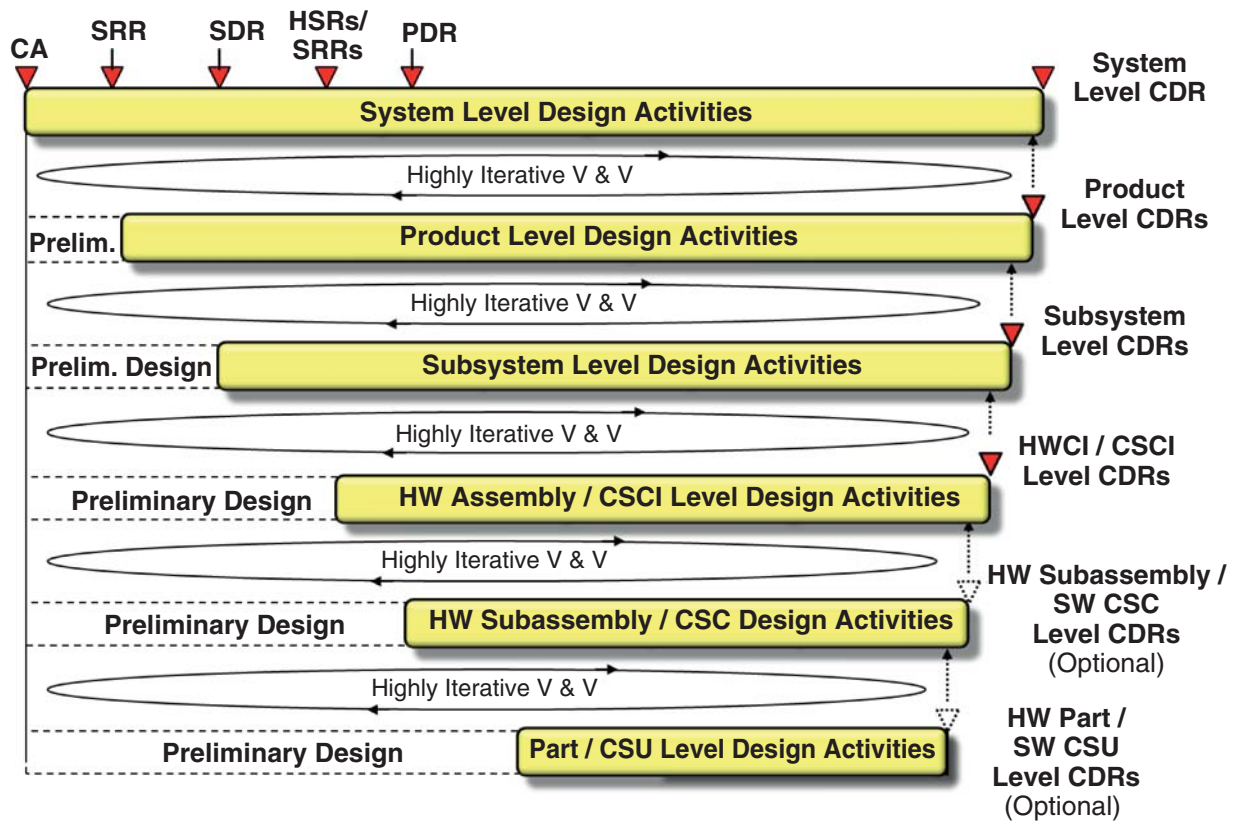 CA
SRR
SDR
HSRs/
SRRs
PDR
System
Level CDR
System Level Design Activities
Highly Iterative V & V
Product
Level CDRs
Prelim.
Product Level Design Activities
Highly Iterative V & V
Subsystem
Level CDRs
Prelim. Design
Subsystem Level Design Activities
Highly Iterative V & V
HWCI / CSCI
Level CDRs
Preliminary Design
HW Assembly / CSCI Level Design Activities
Highly Iterative V & V
HW Subassembly /
SW CSC
Level CDRs
(Optional)
Preliminary Design
HW Subassembly / CSC Design Activities
Highly Iterative V & V
HW Part /
SW CSU
Level CDRs
(Optional)
Preliminary Design
Part / CSU Level Design Activities